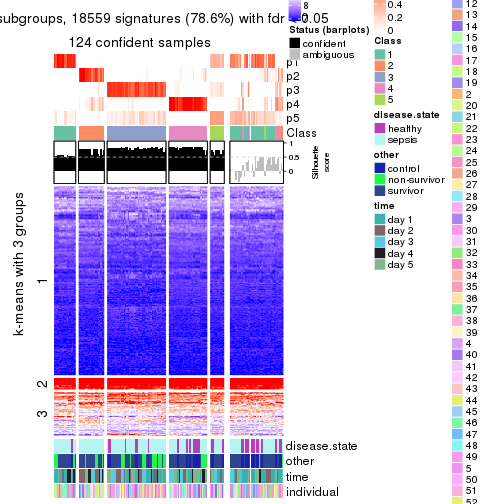 subgroups, 18559 signatures (78.6%) with fdr < 0.05
124 confident samples
p1
p2
p3
p4
p5
Class
1
0.5
0
Silhouette
score
k-means with 3 groups
1
2
3
disease.state
other
time
individual
8
0
Status (barplots)
confident
ambiguous
0.4
0.2
0
Class
1
2
3
4
5
disease.state
healthy
sepsis
other
control
non-survivor
survivor
time
day 1
day 2
day 3
day 4
day 5
12
13
14
15
16
17
18
19
2
20
21
22
23
24
25
26
27
28
29
3
30
31
32
33
34
35
36
37
38
39
4
40
41
42
43
44
45
46
47
48
49
5
50
51